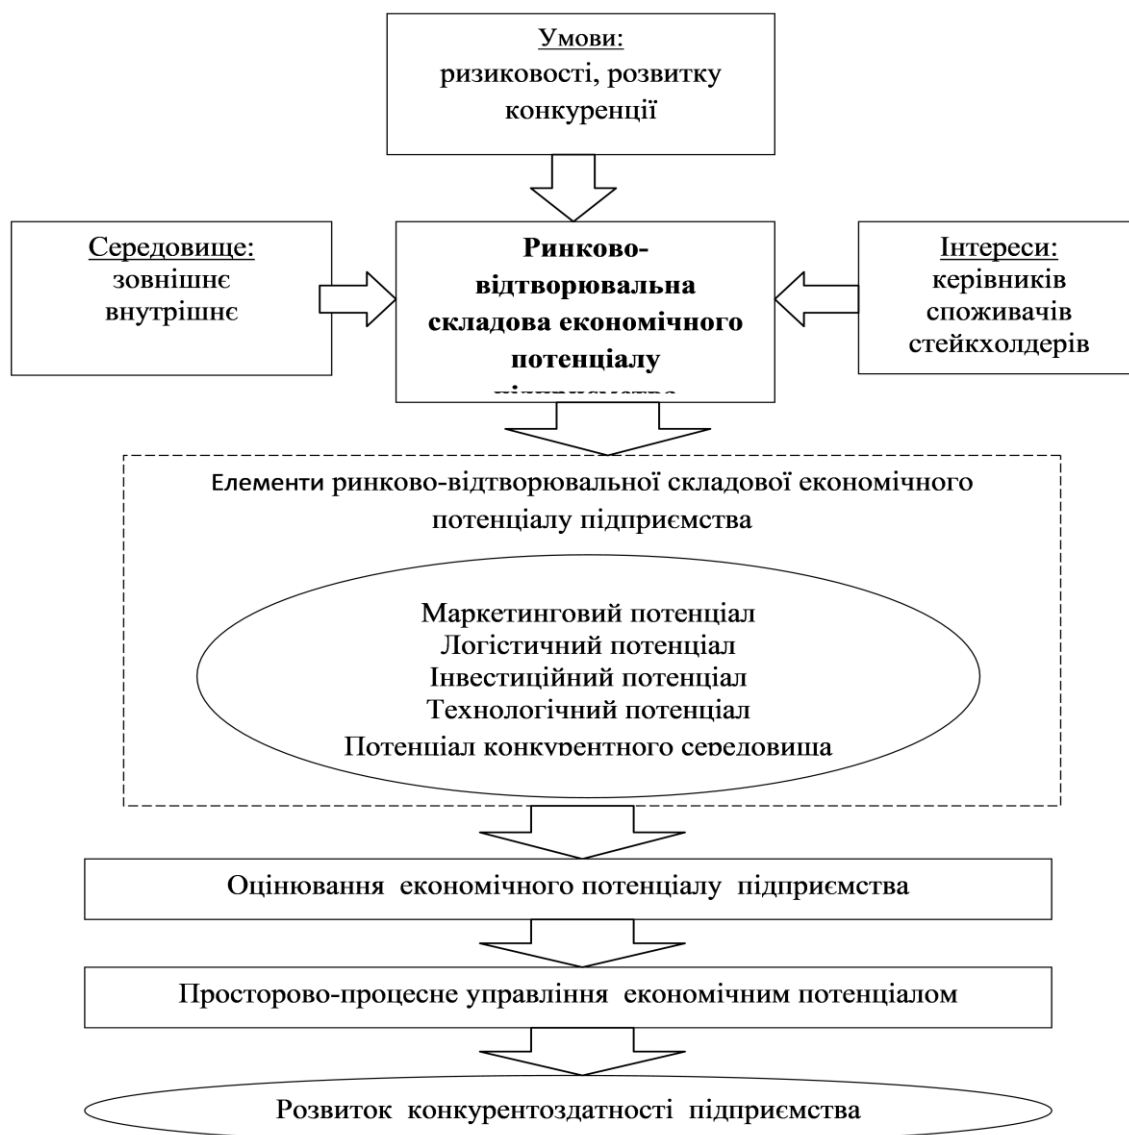 Умови:
ризиковості, розвитку
конкуренції
Середовище:
зовнішнє
внутрішнє
Ринково-
відтворювальна
складова економічного
потенціалу
підприємства
Інтереси:
керівників
споживачів
стейкхолдерів
Елементи ринково-відтворювальної складової економічного
потенціалу підприємства
Маркетинговий потенціал
Логістичний потенціал
Інвестиційний потенціал
Технологічний потенціал
Потенціал конкурентного середовища
Оцінювання економічного потенціалу підприємства
Просторово-процесне управління економічним потенціалом
Розвиток конкурентоздатності підприємства